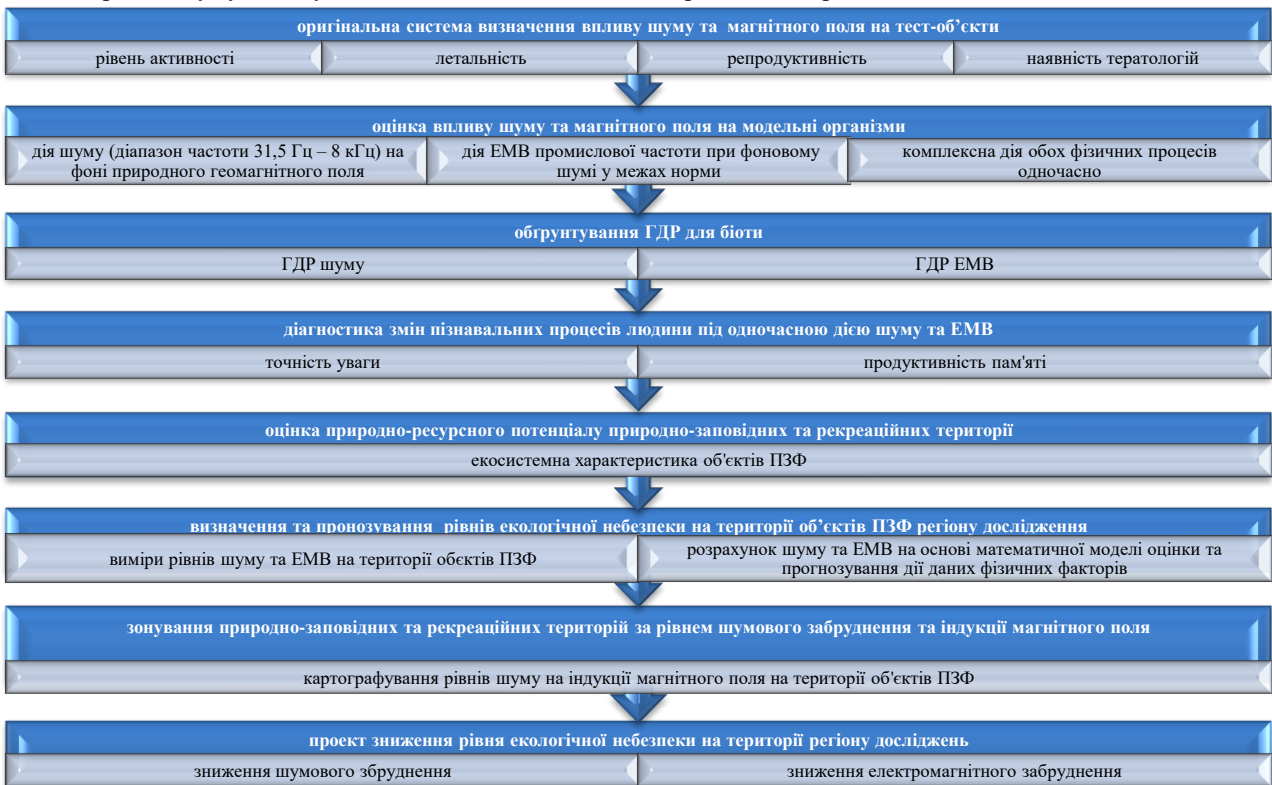 оригінальна система визначення впливу шуму та магнітного поля на тест-об’єкти
рівень активності
летальність
репродуктивність
наявність тератологій
оцінка впливу шуму та магнітного поля на модельні організми
дія шуму (діапазон частоти 31,5 Гц – 8 кГц) на
фоні природного геомагнітного поля
дія ЕМВ промислової частоти при фоновому
шумі у межах норми
комплексна дія обох фізичних процесів
одночасно
обґрунтування ГДР для біоти
ГДР шуму
ГДР ЕМВ
діагностика змін пізнавальних процесів людини під одночасною дією шуму та ЕМВ
точність уваги
продуктивність пам'яті
оцінка природно-ресурсного потенціалу природно-заповідних та рекреаційних території
екосистемна характеристика об'єктів ПЗФ
визначення та прогнозування рівнів екологічної небезпеки на території об’єктів ПЗФ регіону дослідження
виміри рівнів шуму та ЕМВ на території обєктів ПЗФ
розрахунок шуму та ЕМВ на основі математичної моделі оцінки та
прогнозування дії даних фізичних факторів
зонування природно-заповідних та рекреаційних територій за рівнем шумового забруднення та індукції магнітного поля
картографування рівнів шуму на індукції магнітного поля на території об'єктів ПЗФ
проект зниження рівня екологічної небезпеки на території регіону досліджень
зниження шумового збруднення
зниження електромагнітного забруднення